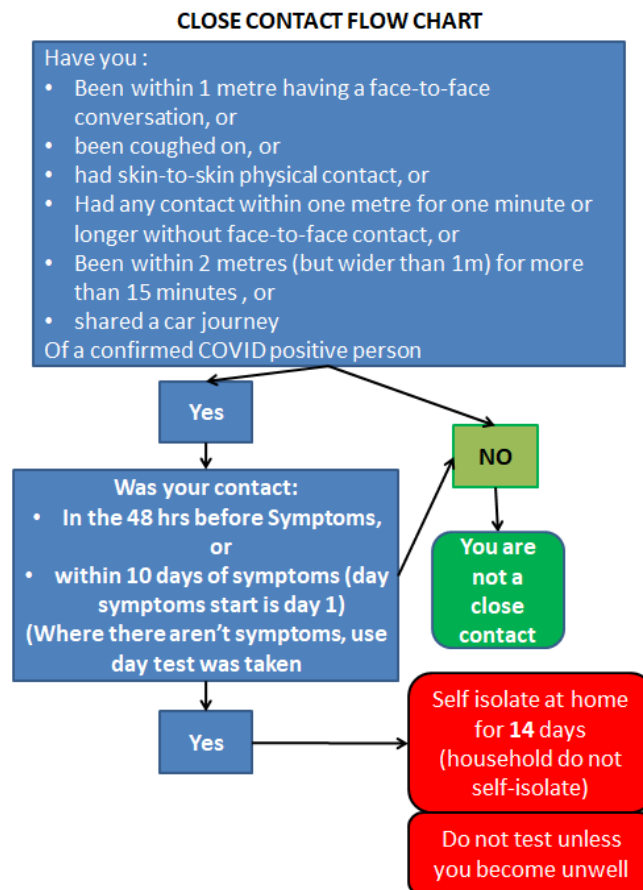 CLOSE CONTACT FLOW CHART
Have you :
• Been within 1 metre having a face-to-face
conversation, or
• been coughed on, or
• had skin-to-skin physical contact, or
• Had any contact within one metre for one minute or
longer without face-to-face contact, or
• Been within 2 metres (but wider than 1m) for more
than 15 minutes , or
• shared a car journey
Of a confirmed COVID positive person
Yes
NO
Was your contact:
• In the 48 hrs before Symptoms,
or
• within 10 days of symptoms (day
symptoms start is day 1)
(Where there aren’t symptoms, use
day test was taken
You are
not a
close
contact
Yes
Self isolate at home
for 14 days
(household do not
self-isolate)
Do not test unless
you become unwell